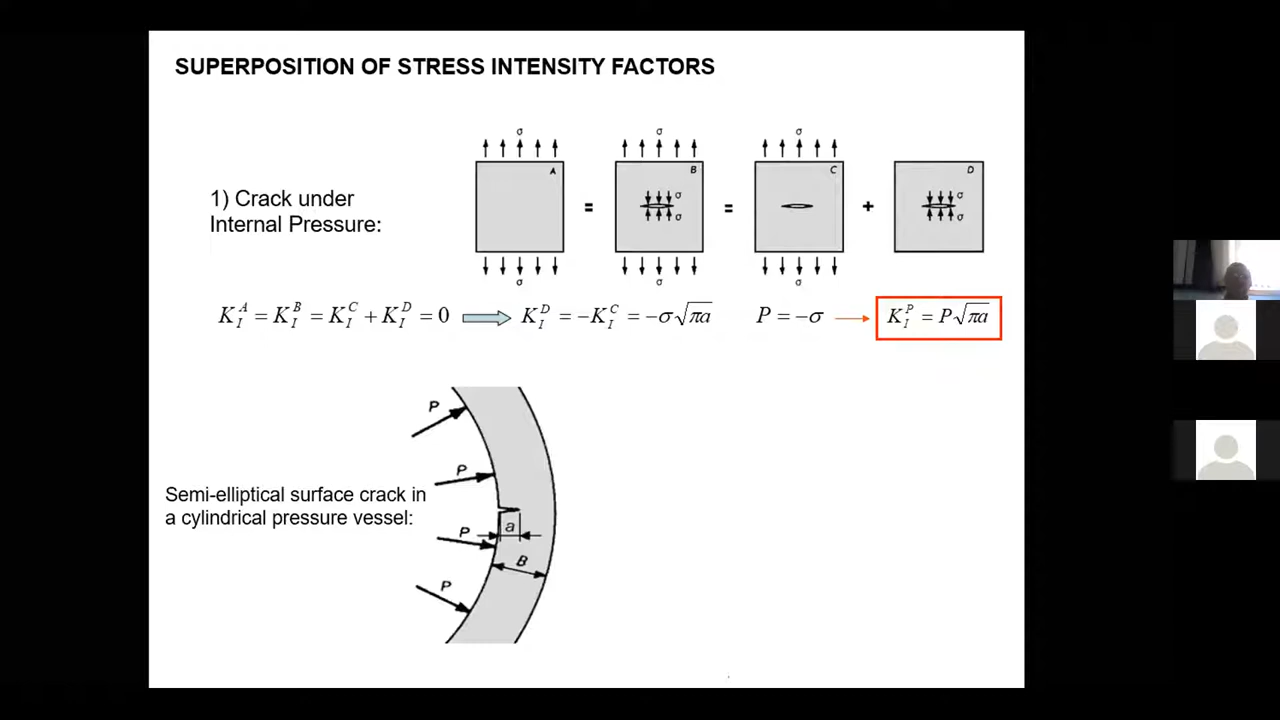 SUPERPOSITION OF STRESS INTENSITY FACTORS
σ σ σ
A B C D
1) Crack under
Internal Pressure:
= σ σ = + σ σ
σ σ σ
K_I^A = K_I^B = K_I^C + K_I^D = 0 K_I^D = -K_I^C = -σ√πa P = -σ K_I^P = P√πa
P
P
Semi-elliptical surface crack in
a cylindrical pressure vessel:
a
P
B
P